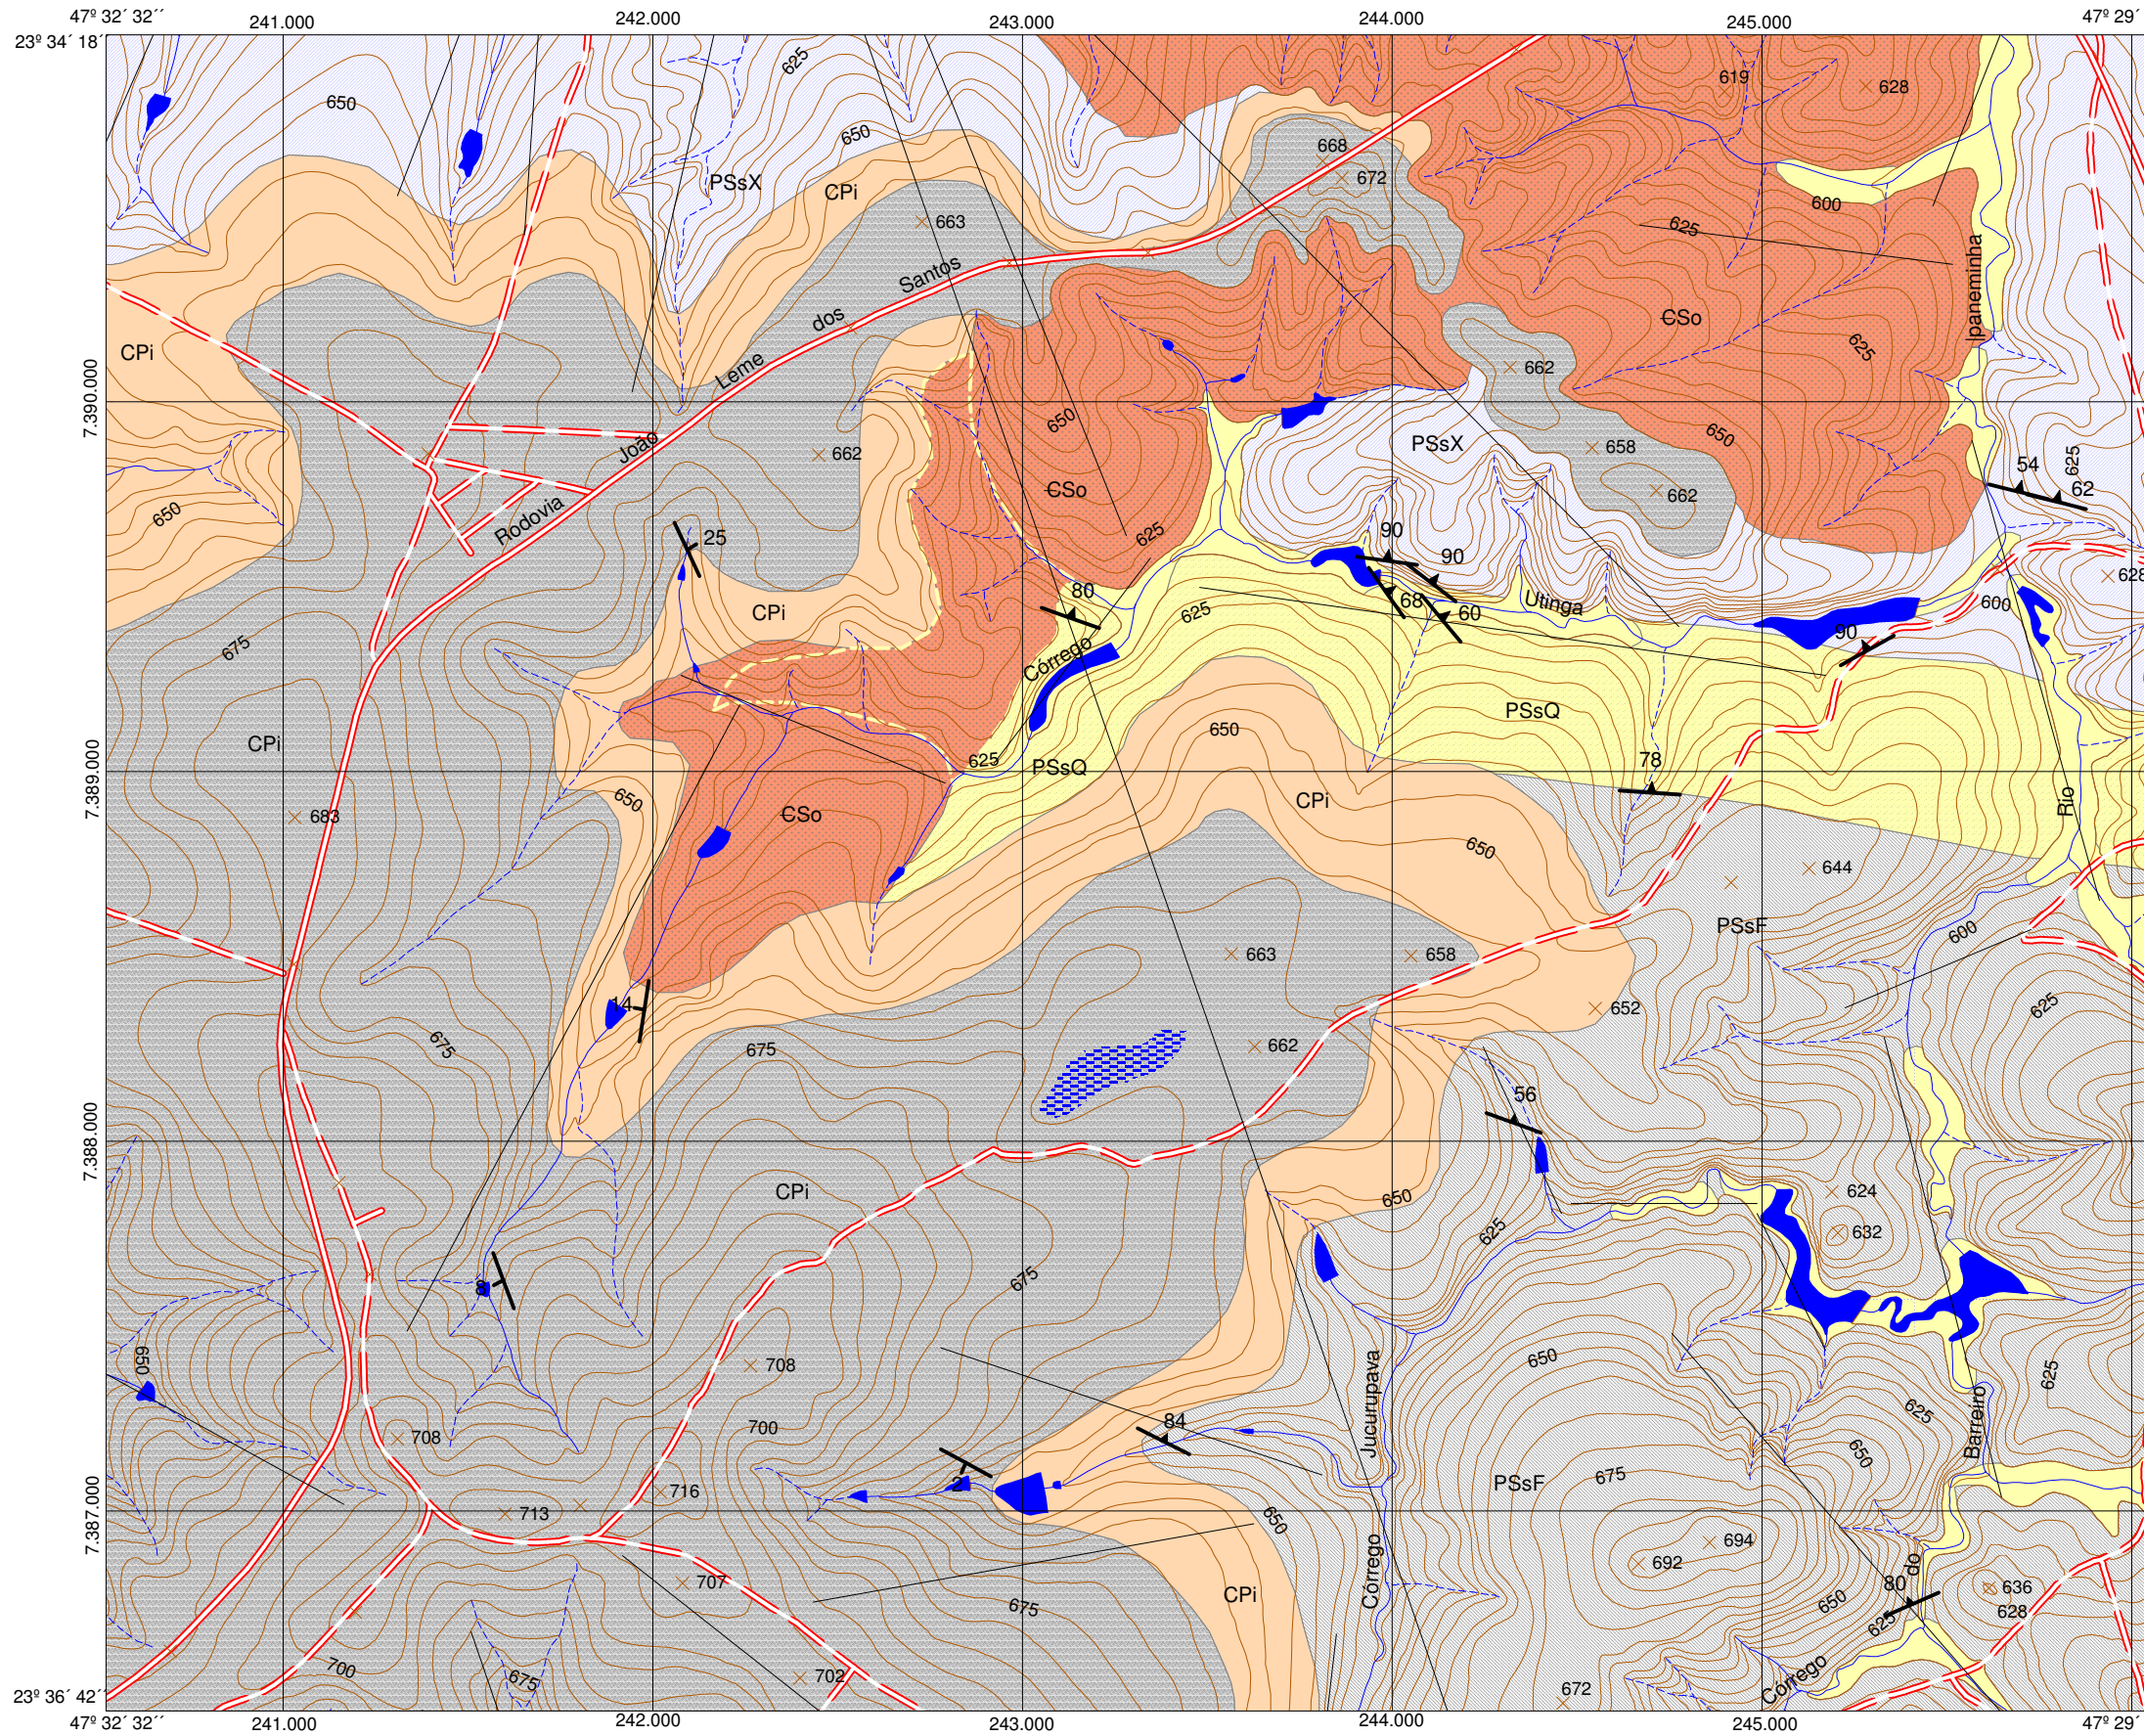 47º 32´ 32´´
241.000
242.000
243.000
244.000
245.000
47º 29´
23º 34´ 18´
625
619
628
650
650
668
672
PSsX
CPi
600
663
625
Santos
Ipaneminha
dos
CSo
CPi
625
Leme
662
7.390.000
650
650
João
PSsX
662
658
54
625
62
CSo
662
650
Rodovia
25
625
90
90
628
80
CPi
625
68
60
Utinga
600
675
90
Córrego
PSsQ
CPi
650
625
PSsQ
78
7.389.000
650
CPi
Rio
683
CSo
650
644
PSsF
600
663
658
14
652
625
675
675
662
56
7.388.000
CPi
650
624
625
632
675
8
650
708
650
Jucurupava
625
84
625
Barreiro
708
700
650
675
2
716
PSsF
713
650
7.387.000
694
692
do
707
Córrego
80
636
CPi
650
675
628
625
700
675
702
Córrego
672
23º 36´ 42´´
47º 32´ 32´´
241.000
242.000
243.000
244.000
245.000
47º 29´